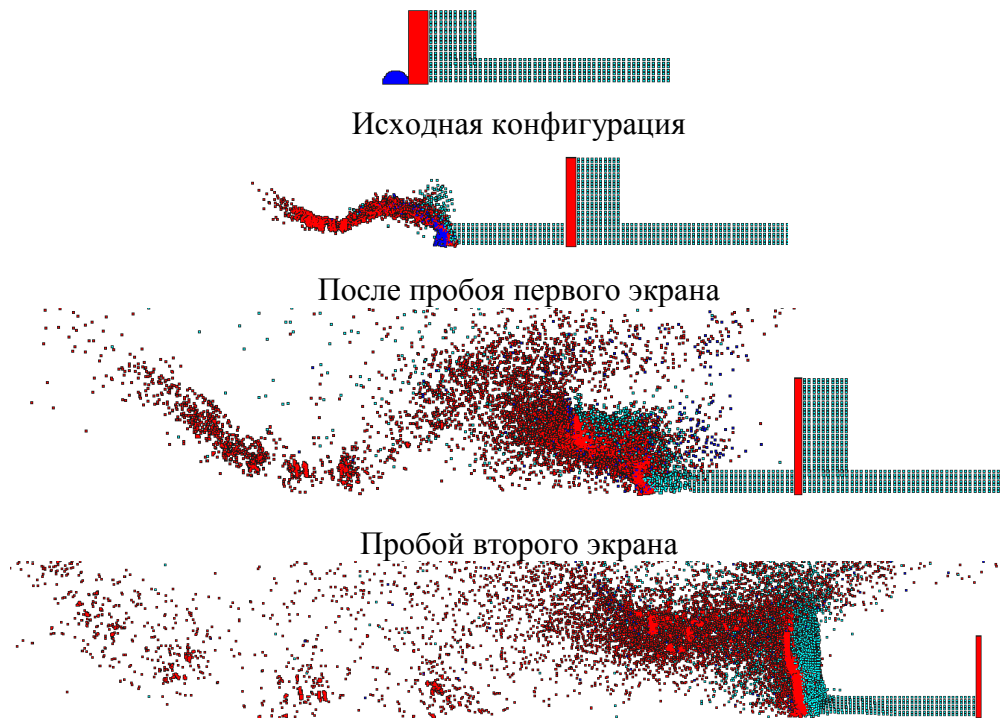 Исходная конфигурация
После пробоя первого экрана
Пробой второго экрана